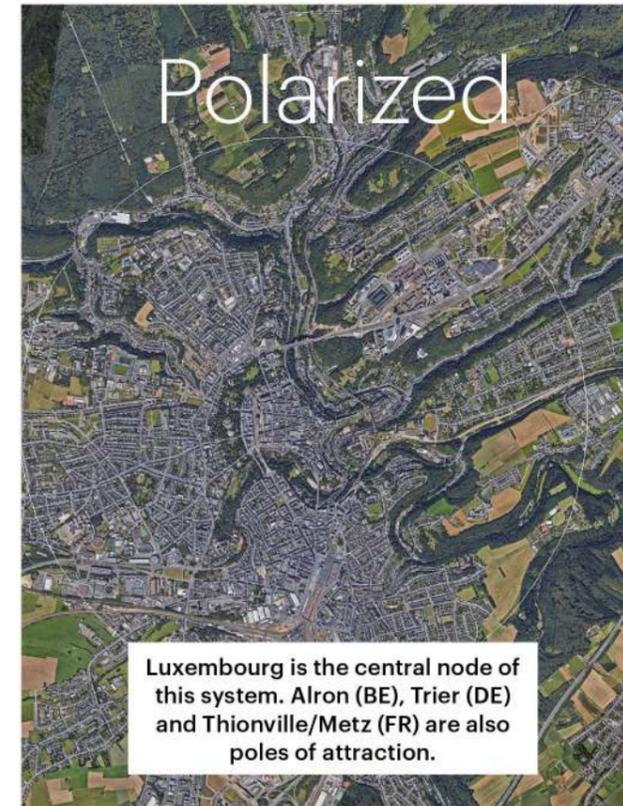 Polarized
Luxembourg is the central node of
this system. Alron (BE), Trier (DE)
and Thionville/Metz (FR) are also
poles of attraction.